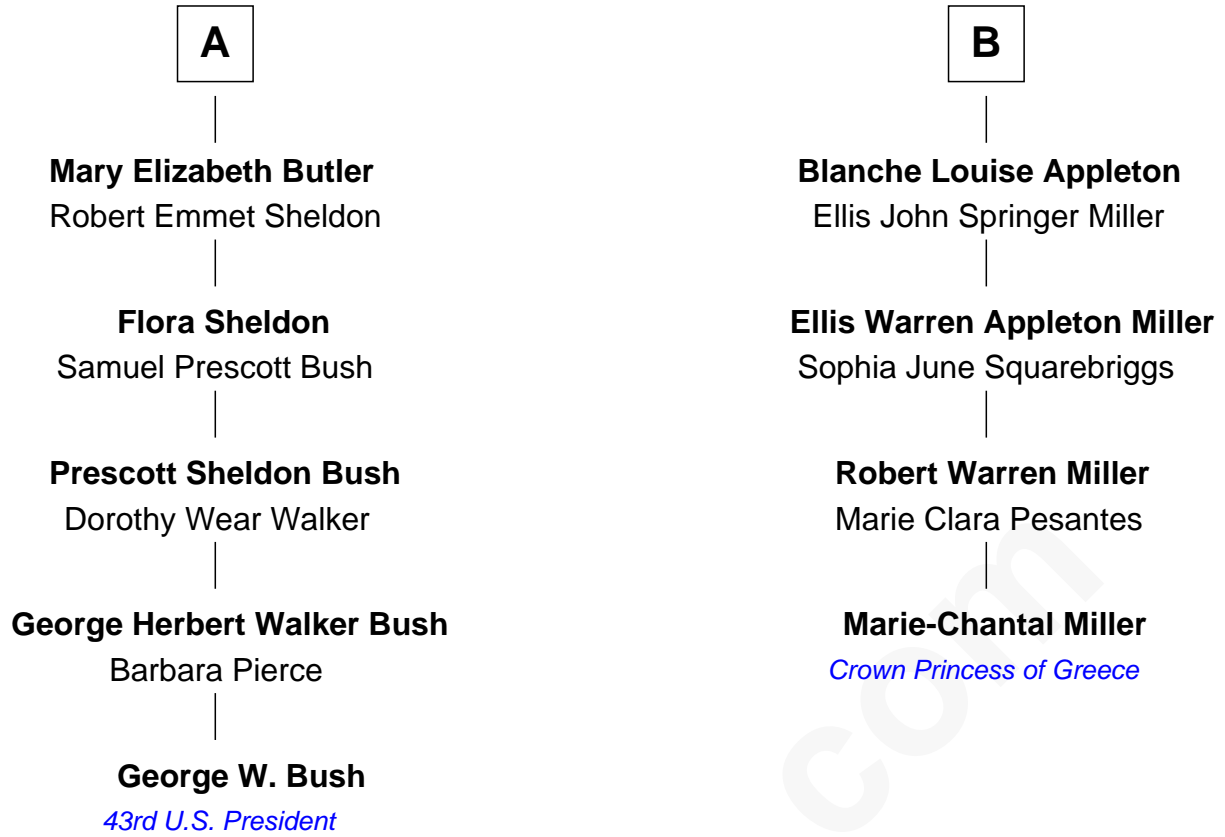 A
Mary Elizabeth Butler
Robert Emmet Sheldon
Flora Sheldon
Samuel Prescott Bush
Prescott Sheldon Bush
Dorothy Wear Walker
George Herbert Walker Bush
Barbara Pierce
George W. Bush
43rd U.S. President
B
Blanche Louise Appleton
Ellis John Springer Miller
Ellis Warren Appleton Miller
Sophia June Squarebriggs
Robert Warren Miller
Marie Clara Pesantes
Marie-Chantal Miller
Crown Princess of Greece
com